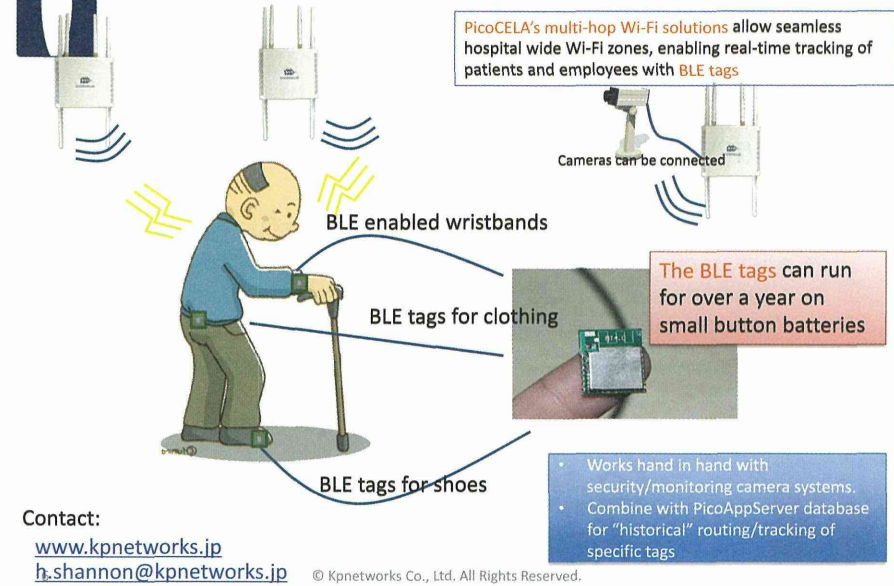 PicoCELA's multi-hop Wi-Fi solutions allow seamless
hospital wide Wi-Fi zones, enabling real-time tracking of
patients and employees with BLE tags
Cameras can be connected
BLE enabled wristbands
The BLE tags can run
for over a year on
small button batteries
BLE tags for clothing
BLE tags for shoes
• Works hand in hand with
security/monitoring camera systems.
• Combine with PicoAppServer database
for "historical" routing/tracking of
specific tags
Contact:
www.kpnetworks.jp
h.shannon@kpnetworks.jp
© Kpnetworks Co., Ltd. All Rights Reserved.